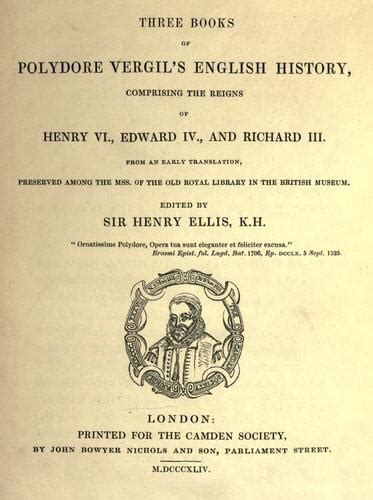 THREE BOOKS
OF
POLYDORE VERGIL'S ENGLISH HISTORY,
COMPRISING THE REIGNS
OF
HENRY VI., EDWARD IV., AND RICHARD III.
FROM AN EARLY TRANSLATION,
PRESERVED AMONG THE MSS. OF THE OLD ROYAL LIBRARY IN THE BRITISH MUSEUM.
EDITED BY
SIR HENRY ELLIS, K.H.
"Ornatissime Polydore, Opera tua sunt eleganter et feliciter excusa."
Erasmi Epist. fol. Lugd. Bat. 1706, Ep. DCCLX. 5 Sept. 1525.
LONDON:
PRINTED FOR THE CAMDEN SOCIETY,
BY JOHN BOWYER NICHOLS AND SON, PARLIAMENT STREET.
M.DCCCXLIV.